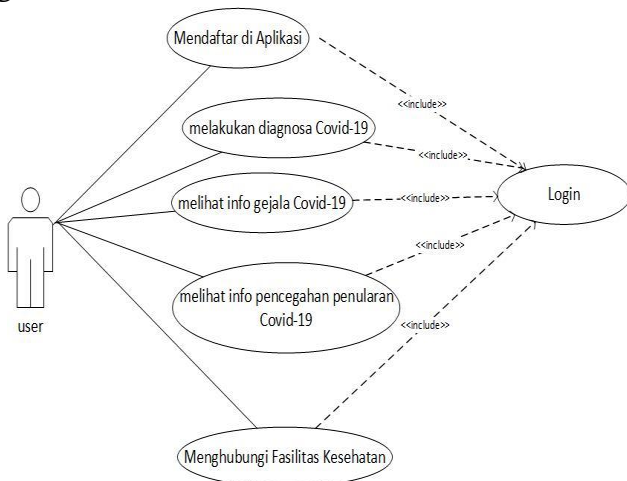 Mendaftar di Aplikasi
<<include>>
melakukan diagnosa Covid-19
<<include>>
Login
melihat info gejala Covid-19
<<include>>
<<include>>
melihat info pencegahan penularan
Covid-19
user
<<include>>
Menghubungi Fasilitas Kesehatan